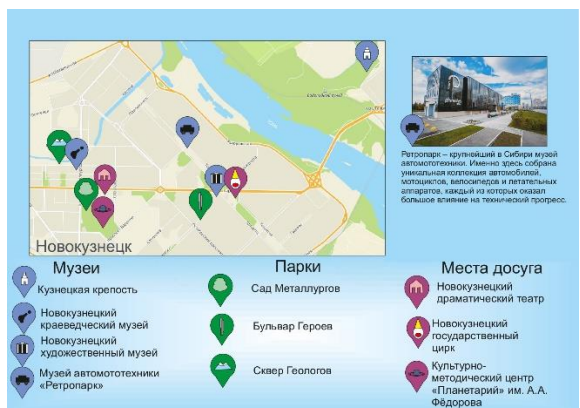 Новокузнецк
Ретропарк – крупнейший в Сибири музей
автомототехники. Именно здесь собрана
уникальная коллекция автомобилей,
мотоциклов, велосипедов и летательных
аппаратов, каждый из которых оказал
большое влияние на технический прогресс.
Музеи
Кузнецкая крепость
Новокузнецкий
краеведческий музей
Новокузнецкий
художественный музей
Музей автомототехники
«Ретропарк»
Парки
Сад Металлургов
Бульвар Героев
Сквер Геологов
Места досуга
Новокузнецкий
драматический театр
Новокузнецкий
государственный
цирк
Культурно-
методический центр
«Планетарий» им. А.А.
Фёдорова